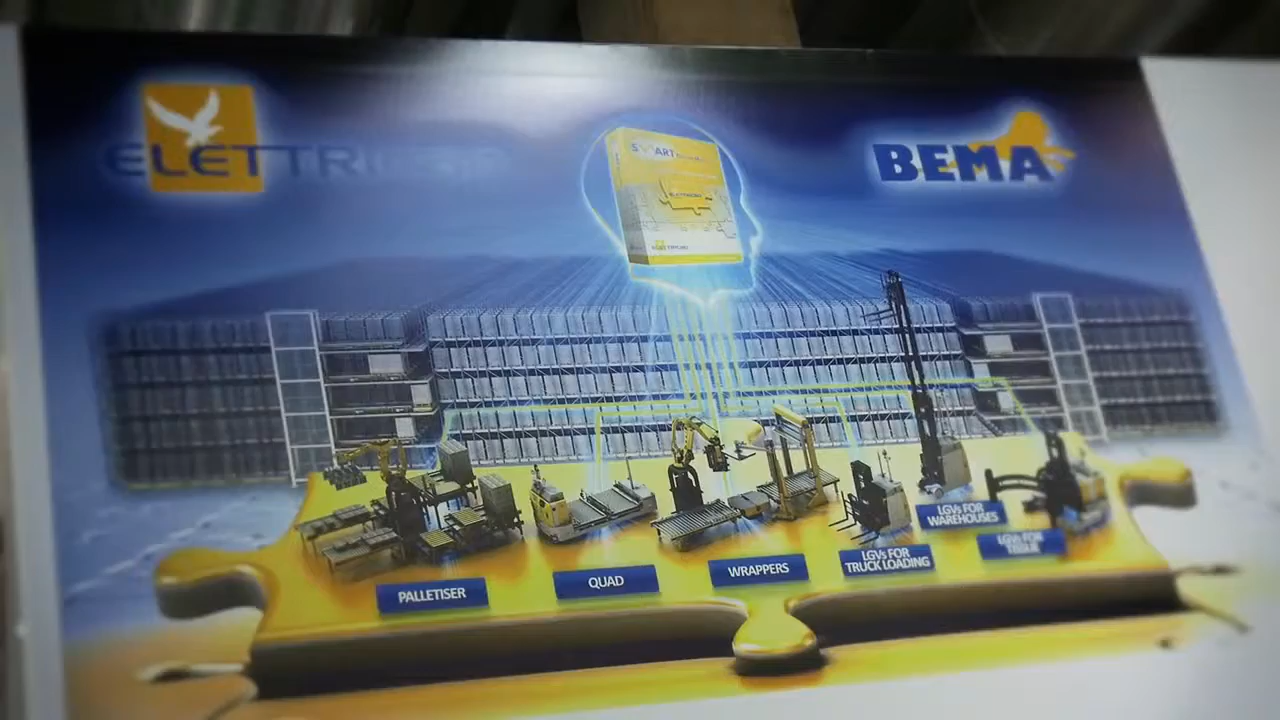 BEMA
SMART
PALLETISER
QUAD
WRAPPERS
LGVs FOR
TRUCK LOADING
LGVs FOR
WAREHOUSES
LGVs FOR
TISSUE